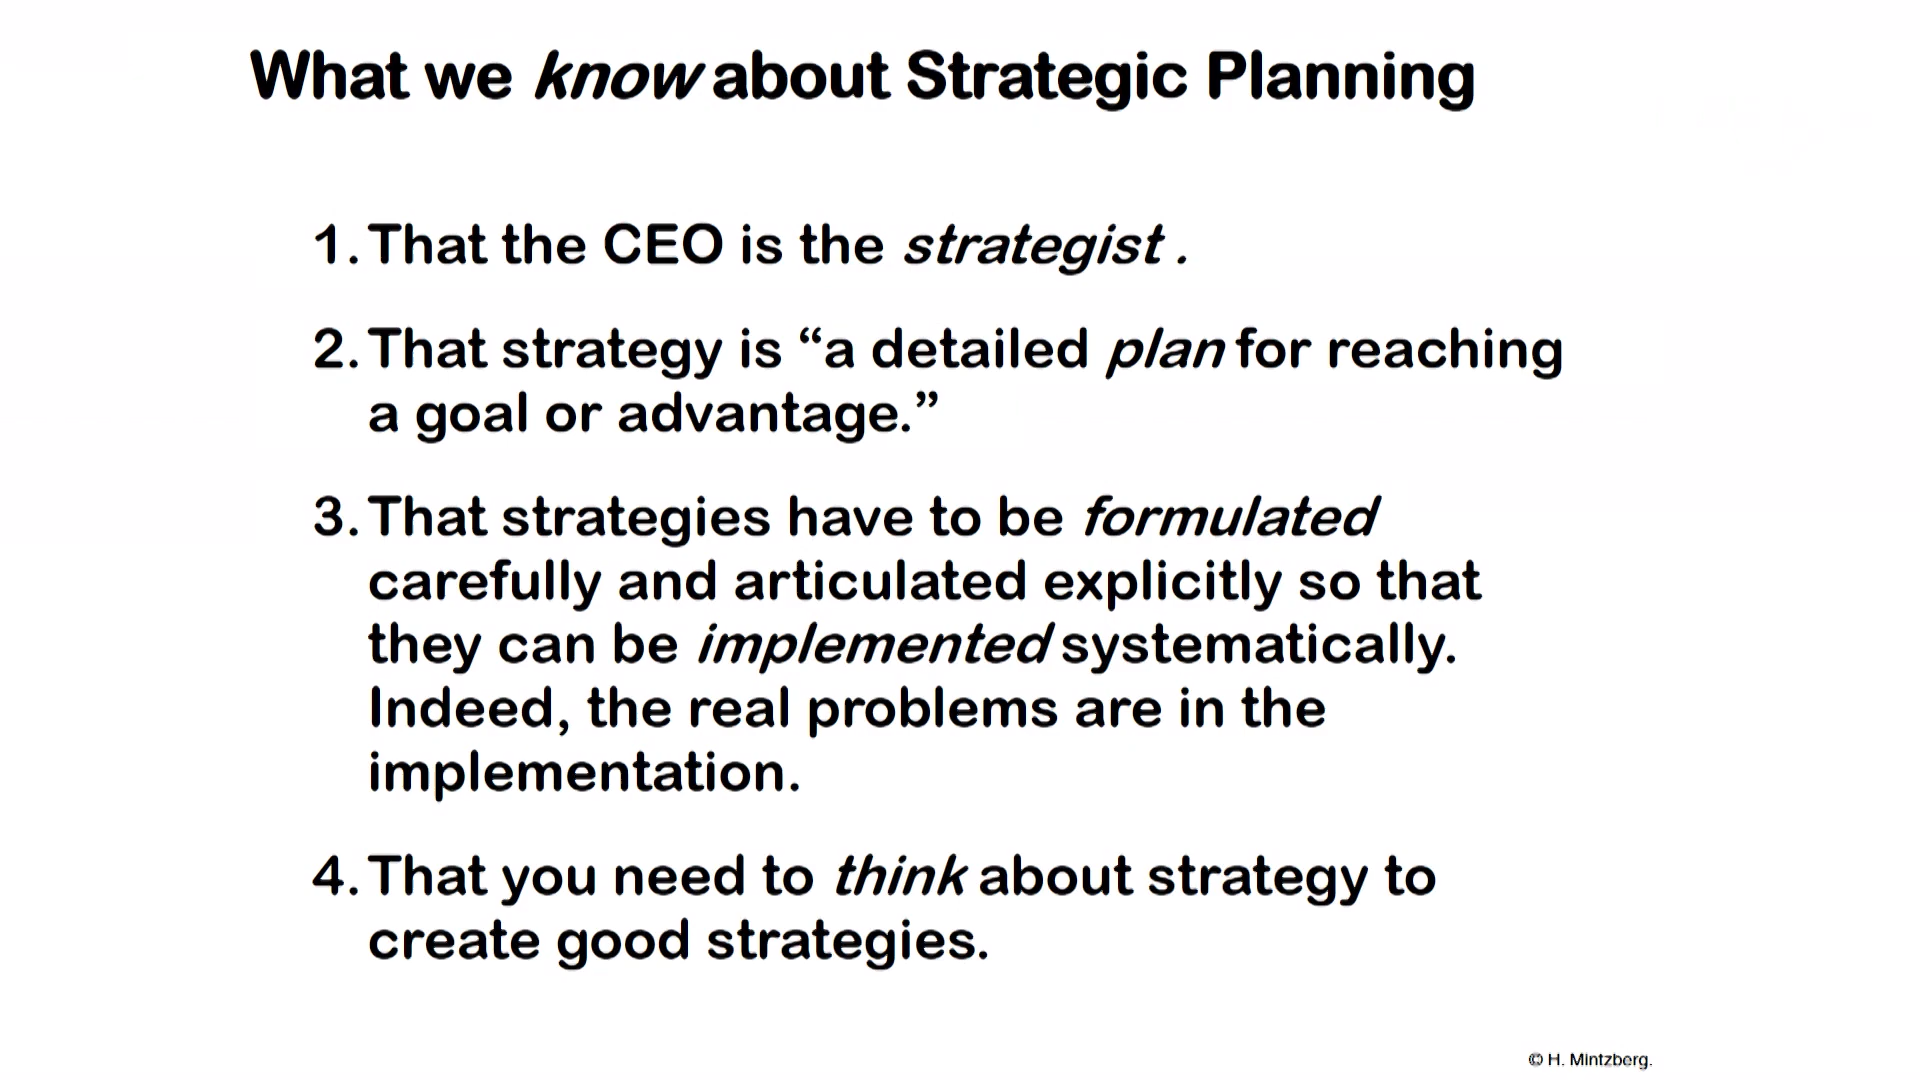 What we know about Strategic Planning
1. That the CEO is the strategist .
2. That strategy is “a detailed plan for reaching
a goal or advantage.”
3. That strategies have to be formulated
carefully and articulated explicitly so that
they can be implemented systematically.
Indeed, the real problems are in the
implementation.
4. That you need to think about strategy to
create good strategies.
© H. Mintzberg.